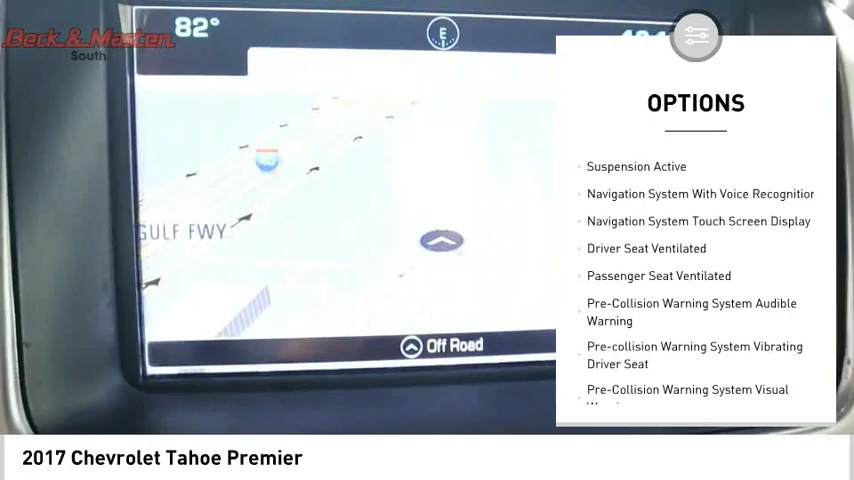 Beck & Masten
South
82°
E
GULF FWY
Off Road
OPTIONS
Suspension Active
Navigation System With Voice Recognition
Navigation System Touch Screen Display
Driver Seat Ventilated
Passenger Seat Ventilated
Pre-Collision Warning System Audible
Warning
Pre-collision Warning System Vibrating
Driver Seat
Pre-Collision Warning System Visual
2017 Chevrolet Tahoe Premier